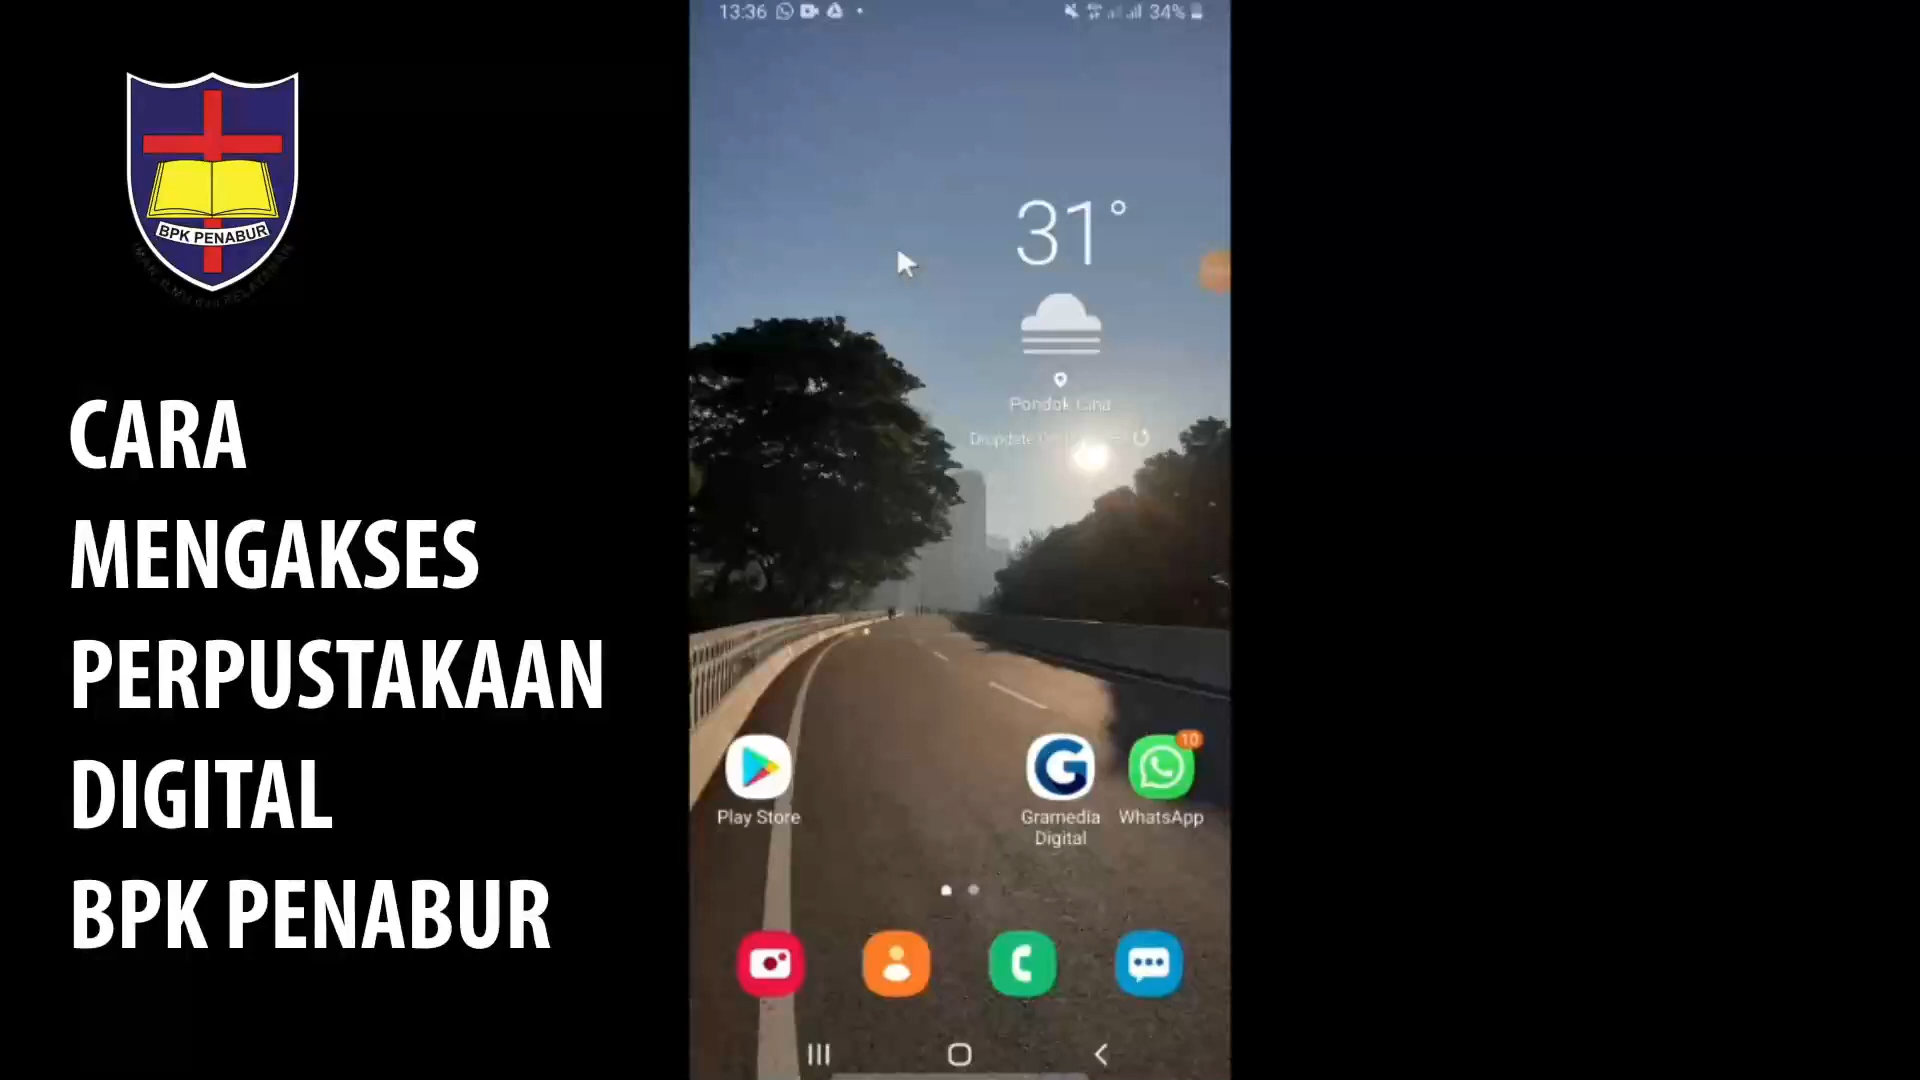 BPK PENABUR
CARA
MENGAKSES
PERPUSTAKAAN
DIGITAL
BPK PENABUR
13:36
34%
31°
Pondok Cina
Diupdate
Play Store
Gramedia
Digital
10
WhatsApp